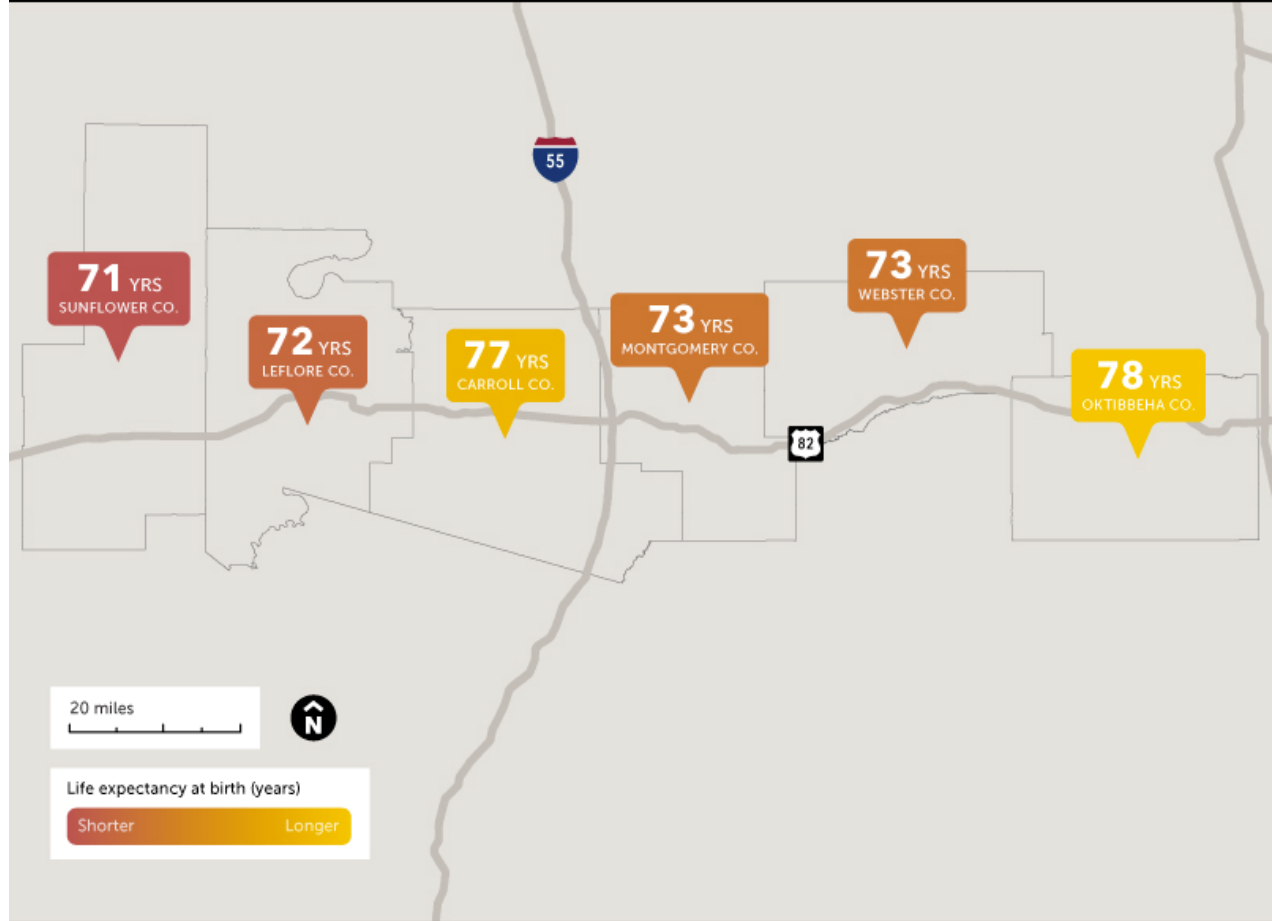 55
71 YRS
SUNFLOWER CO.
72 YRS
LEFLORE CO.
77 YRS
CARROLL CO.
73 YRS
MONTGOMERY CO.
73 YRS
WEBSTER CO.
78 YRS
OKTIBBEHA CO.
82
20 miles
N
Life expectancy at birth (years)
Shorter Longer